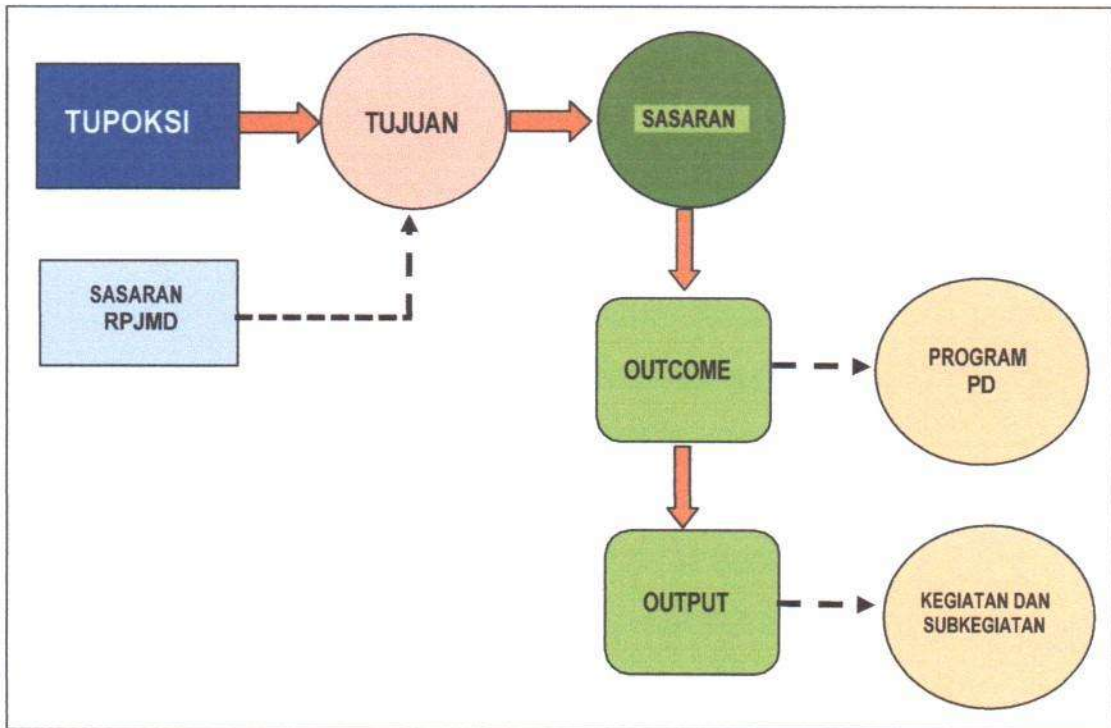 TUPOKSI
TUJUAN
SASARAN
SASARAN
RPJMD
OUTCOME
PROGRAM
PD
OUTPUT
KEGIATAN DAN
SUBKEGIATAN